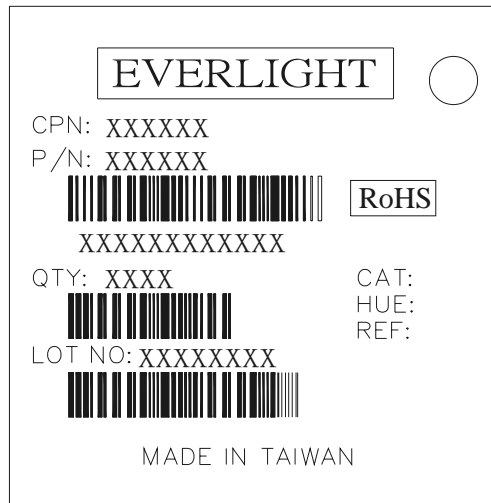 EVERLIGHT
CPN: XXXXXX
P/N: XXXXXX
RoHS
XXXXXXXXXXXX
QTY: XXXX
CAT:
HUE:
REF:
LOT NO: XXXXXXXX
MADE IN TAIWAN